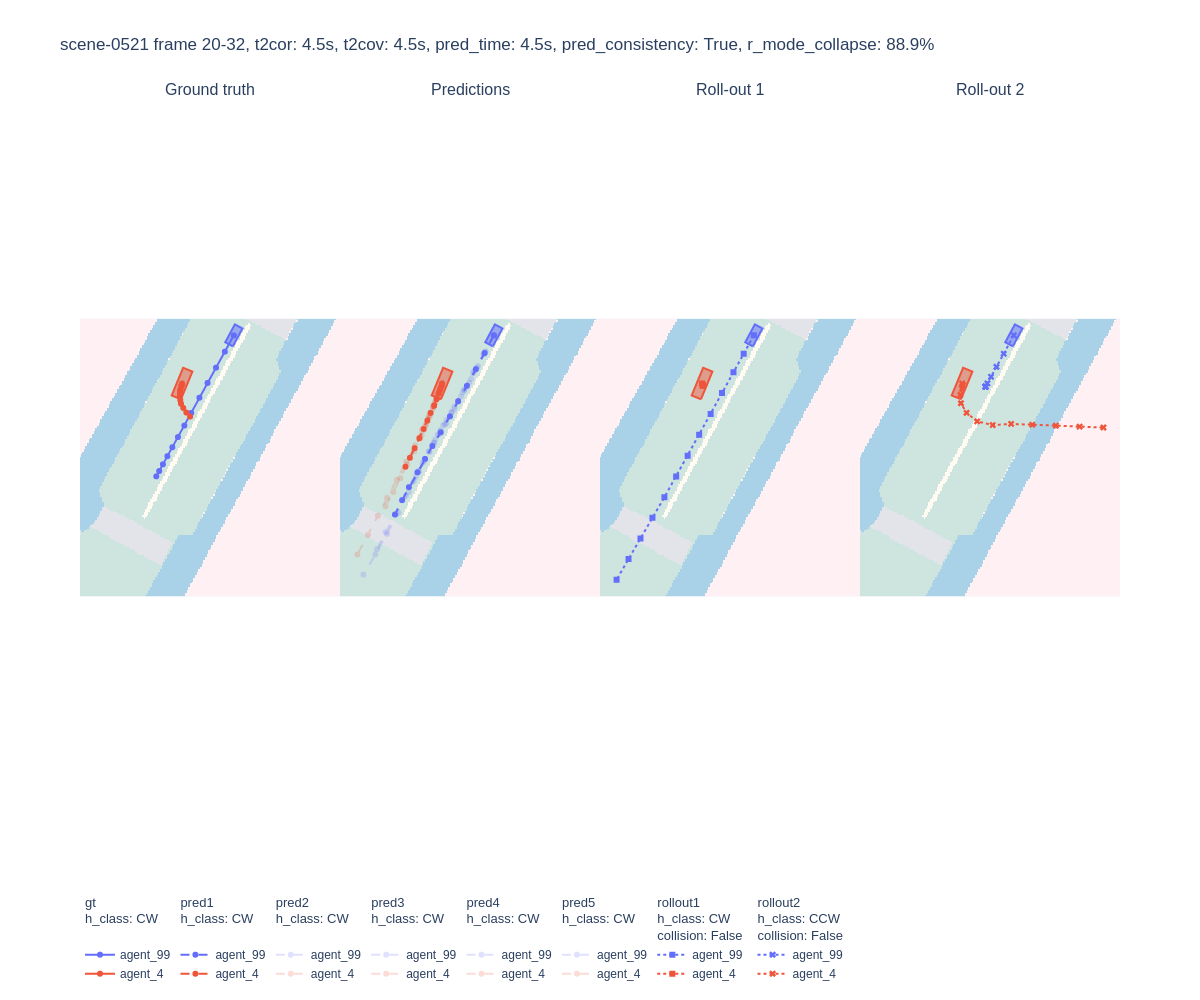 scene-0521 frame 20-32, t2cor: 4.5s, t2cov: 4.5s, pred_time: 4.5s, pred_consistency: True, r_mode_collapse: 88.9%
Ground truth
Predictions
Roll-out 1
Roll-out 2
gt
h_class: CW
agent_99
agent_4
pred1
h_class: CW
agent_99
agent_4
pred2
h_class: CW
agent_99
agent_4
pred3
h_class: CW
agent_99
agent_4
pred4
h_class: CW
agent_99
agent_4
pred5
h_class: CW
agent_99
agent_4
rollout1
h_class: CW
collision: False
agent_99
agent_4
rollout2
h_class: CCW
collision: False
agent_99
agent_4